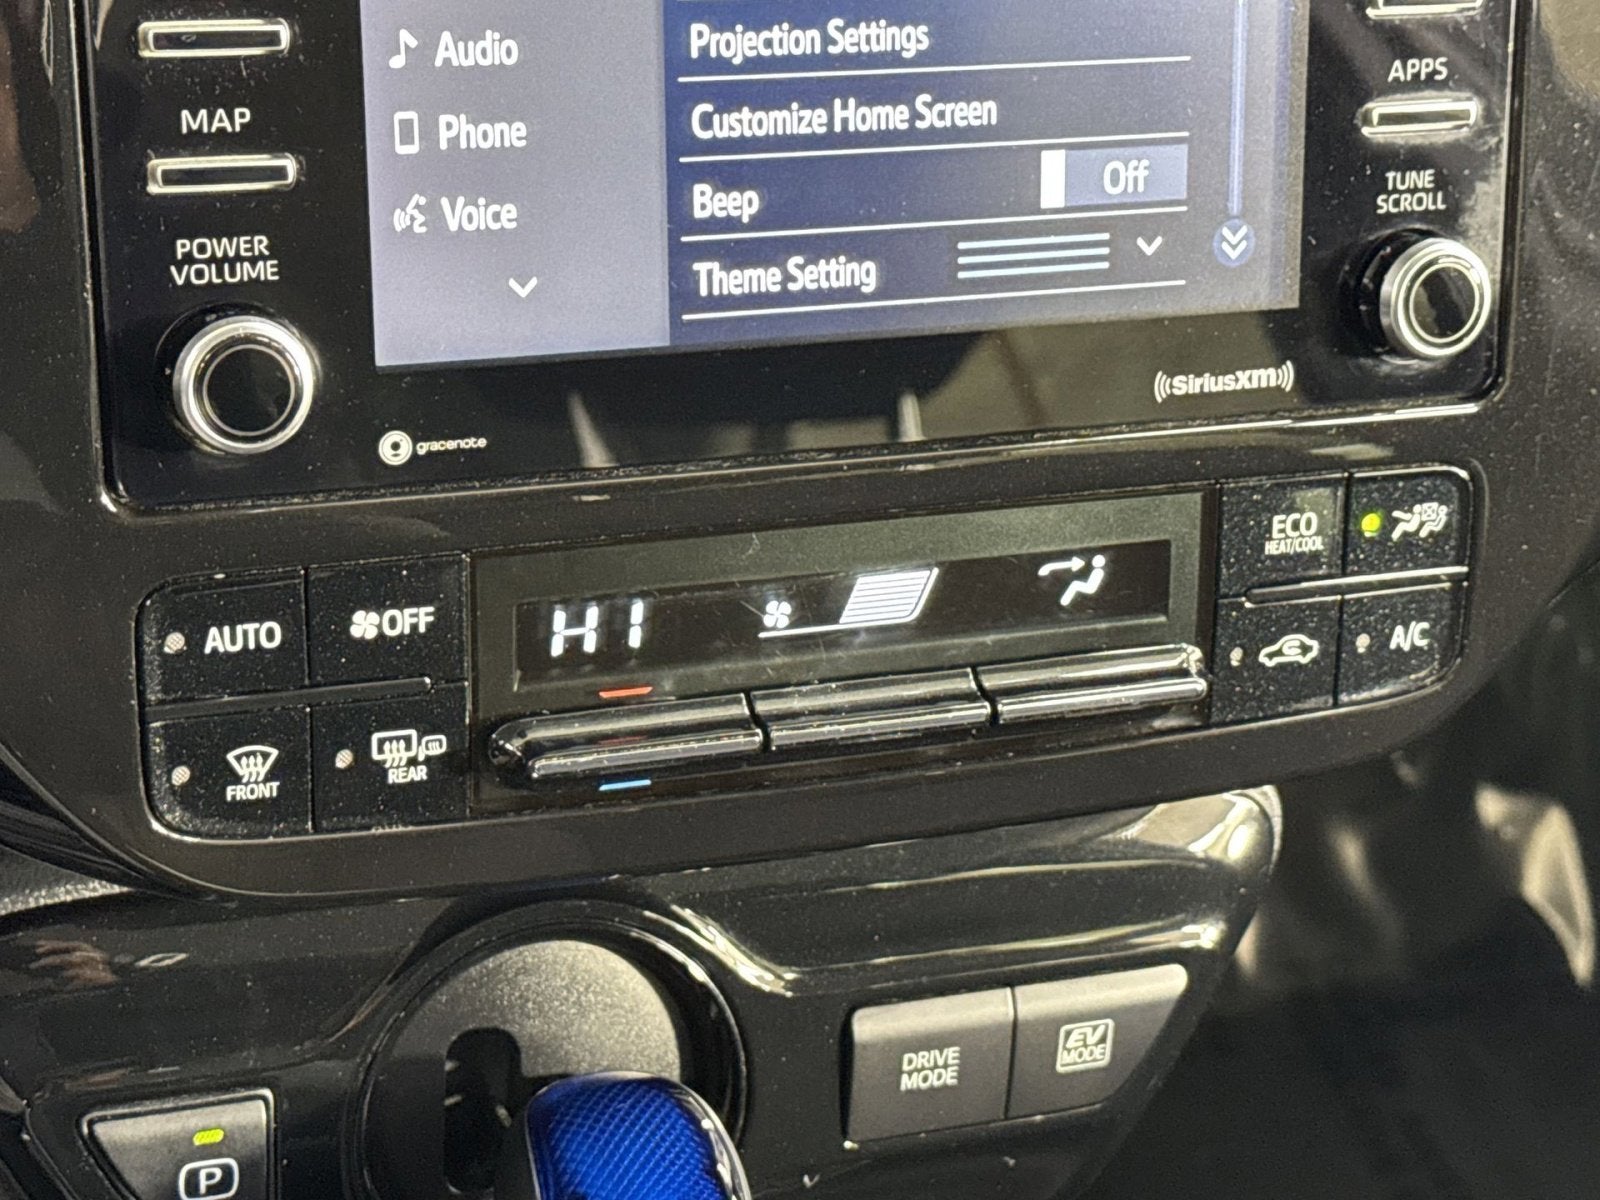 Audio
Phone
Voice
Projection Settings
Customize Home Screen
Beep
Off
Theme Setting
MAP
POWER
VOLUME
APPS
TUNE
SCROLL
gracenote
SiriusXM
AUTO
OFF
HI
ECO
HEAT/COOL
A/C
FRONT
REAR
DRIVE
MODE
EV
MODE
P